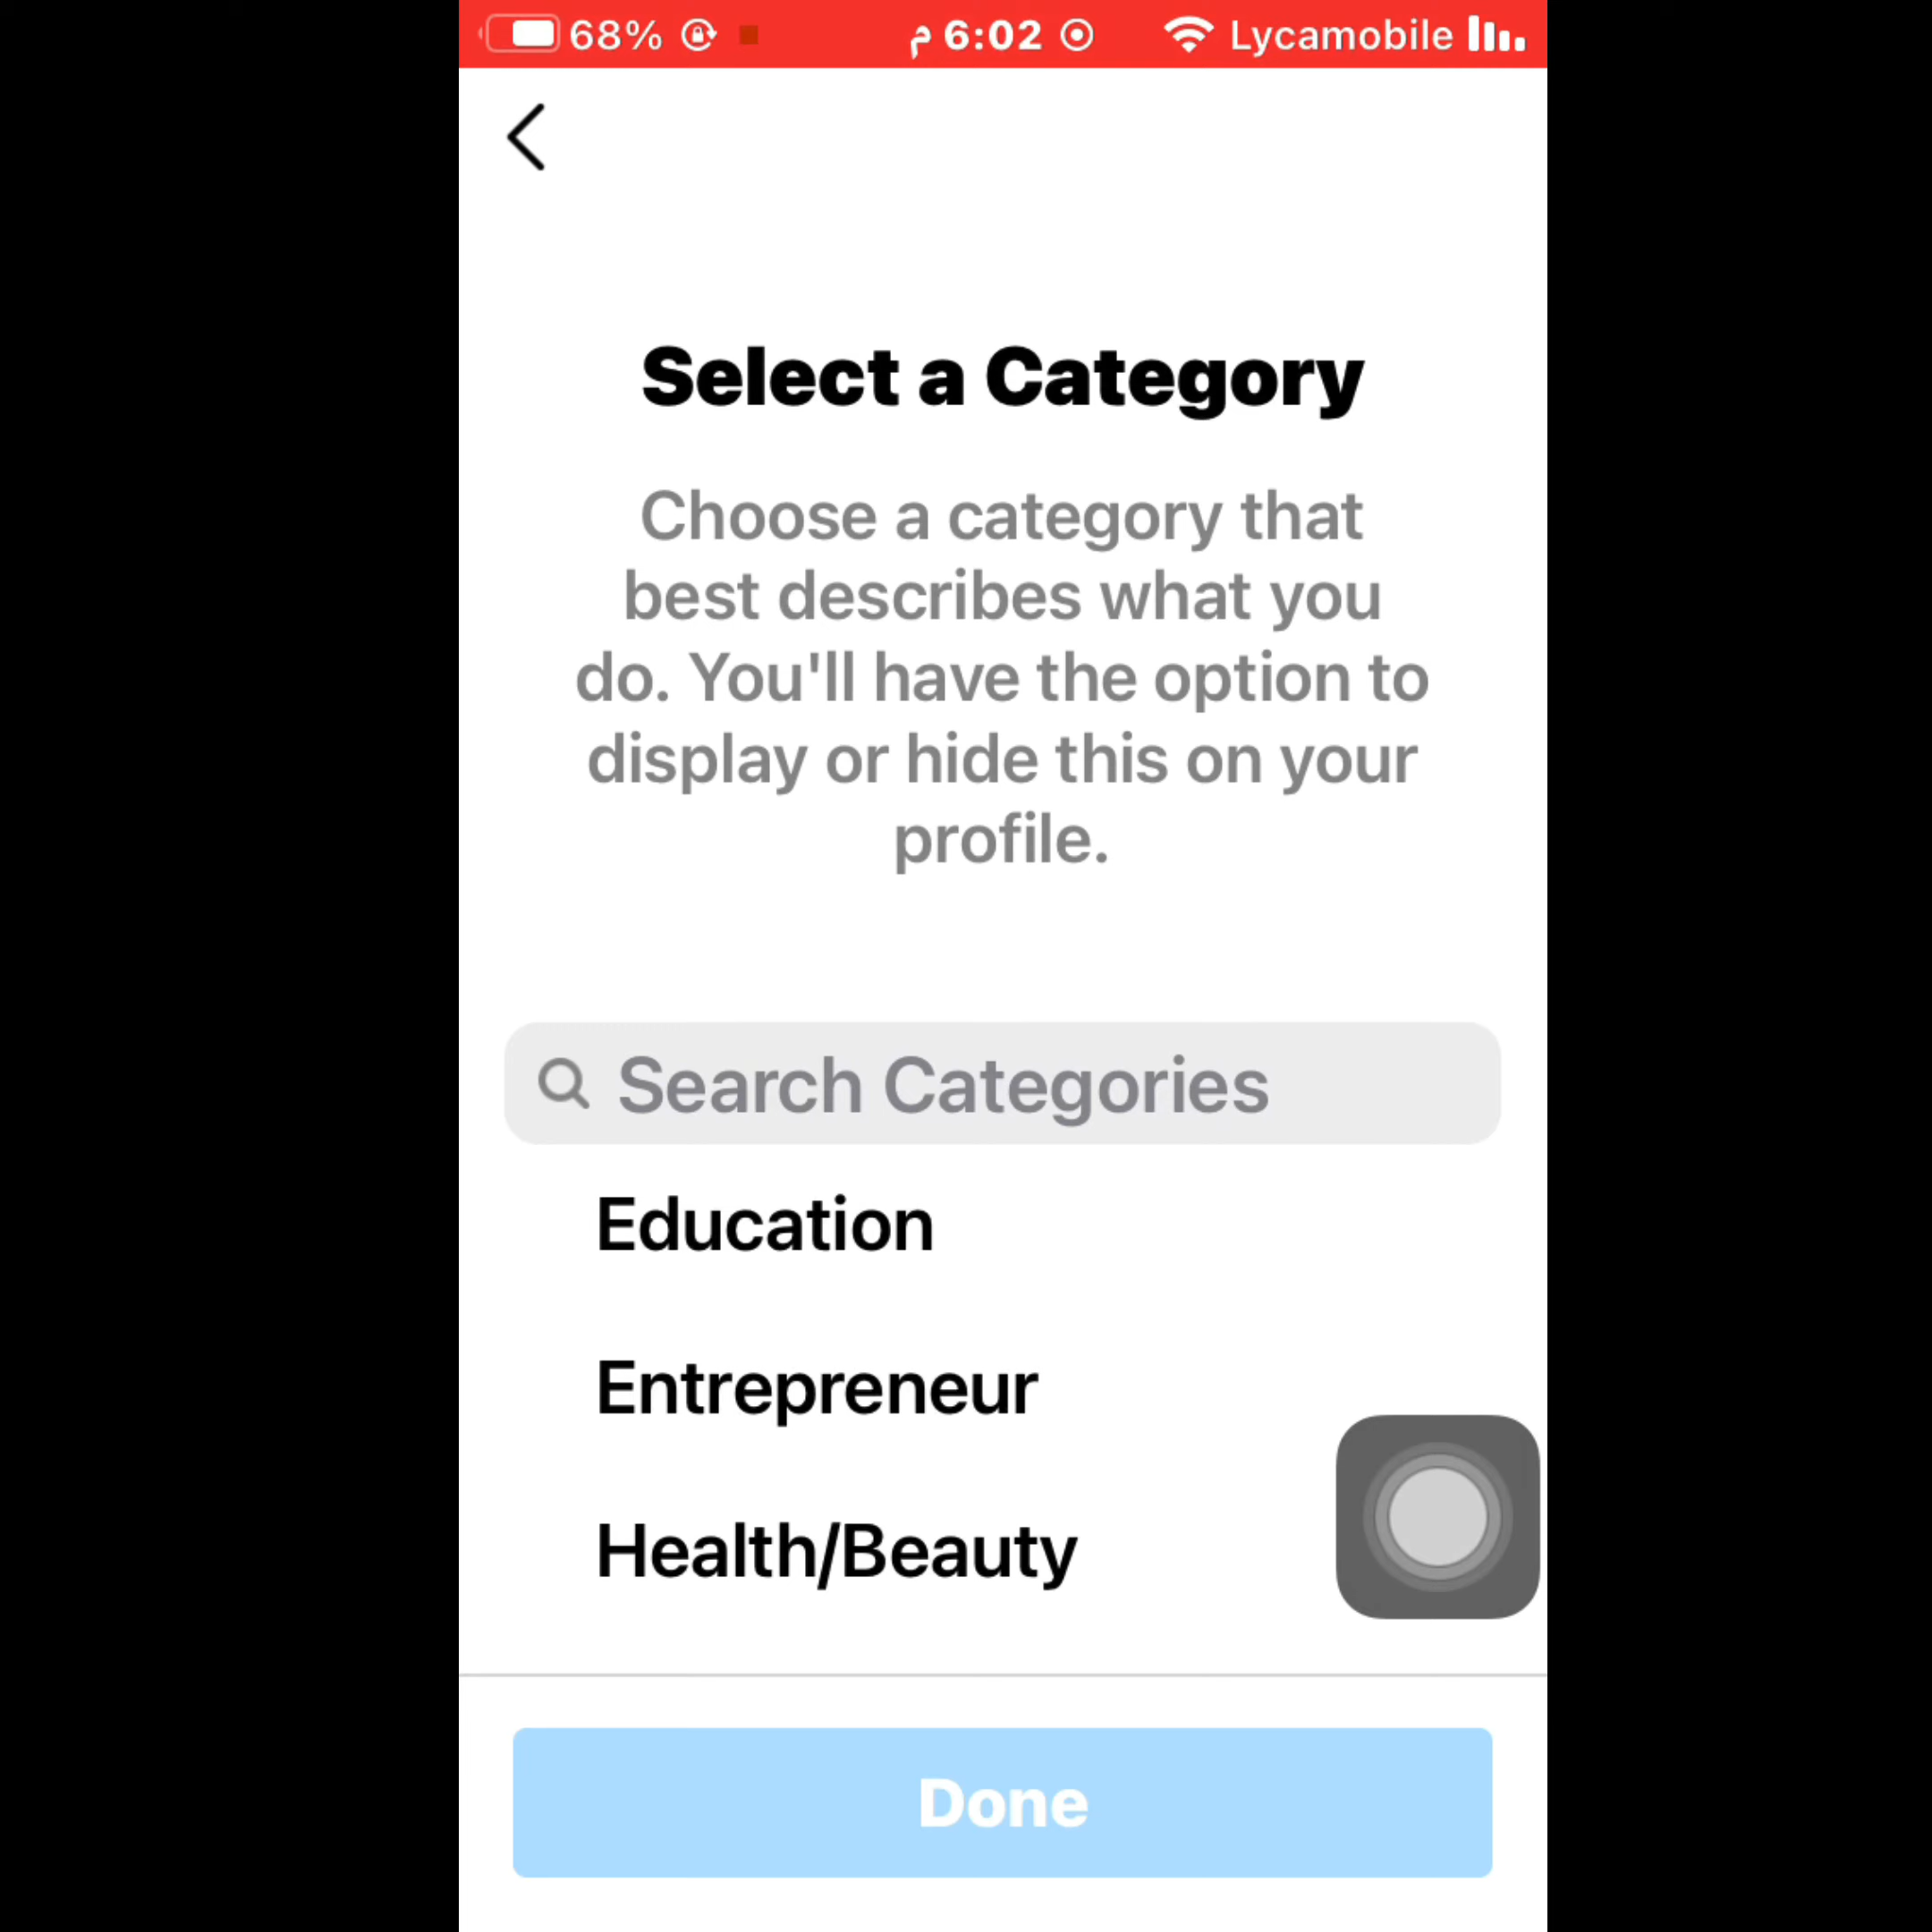 68% م 6:02 Lycamobile
Select a Category
Choose a category that
best describes what you
do. You'll have the option to
display or hide this on your
profile.
Search Categories
Education
Entrepreneur
Health/Beauty
Done